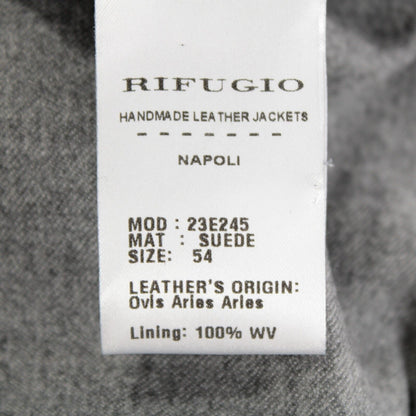 RIFUGIO
HANDMADE LEATHER JACKETS
- - - - - - -
NAPOLI
MOD : 23E245
MAT : SUEDE
SIZE: 54
LEATHER'S ORIGIN:
Ovis Aries Aries
Lining: 100% WV